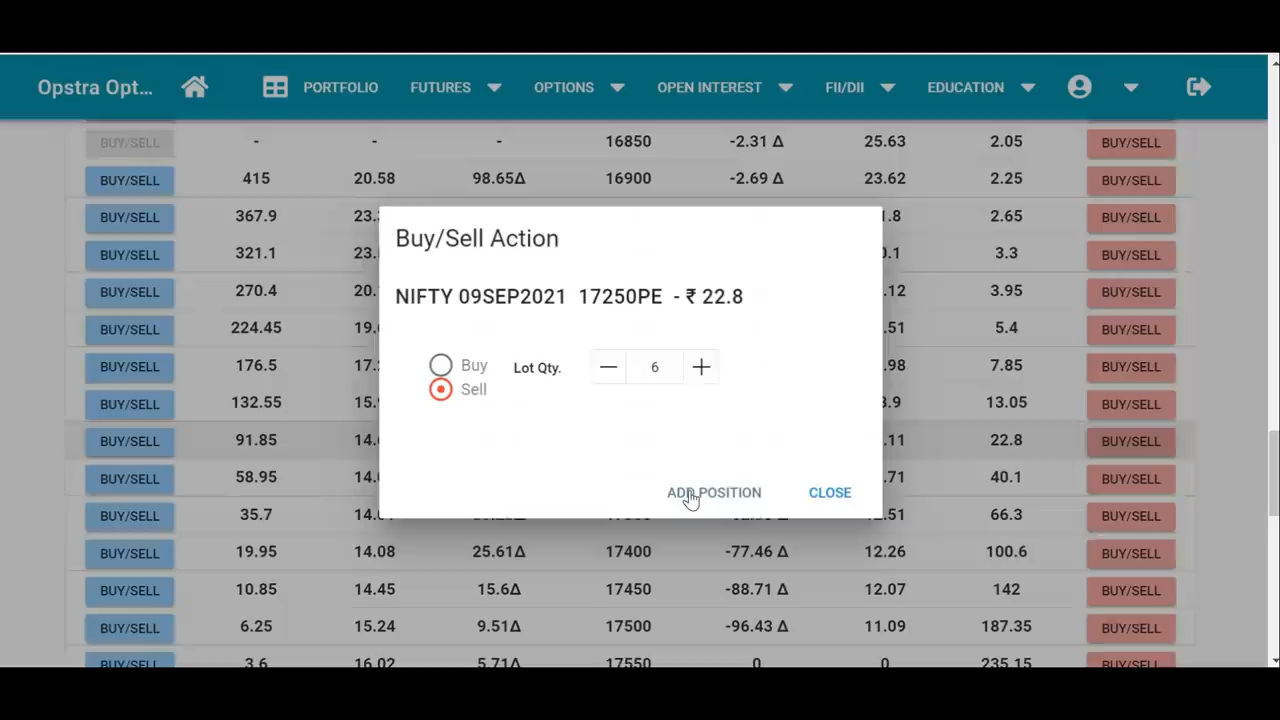 Opstra Opt... PORTFOLIO FUTURES OPTIONS OPEN INTEREST FII/DII EDUCATION
BUY/SELL - - - 16850 -2.31 Δ 25.63 2.05 BUY/SELL
BUY/SELL 415 20.58 98.65Δ 16900 -2.69 Δ 23.62 2.25 BUY/SELL
BUY/SELL 367.9 2.65 BUY/SELL
BUY/SELL 321.1 3.3 BUY/SELL
BUY/SELL 270.4 3.95 BUY/SELL
BUY/SELL 224.45 5.4 BUY/SELL
BUY/SELL 176.5 7.85 BUY/SELL
BUY/SELL 132.55 13.05 BUY/SELL
BUY/SELL 91.85 22.8 BUY/SELL
BUY/SELL 58.95 40.1 BUY/SELL
BUY/SELL 35.7 66.3 BUY/SELL
BUY/SELL 19.95 14.08 25.61Δ 17400 -77.46 Δ 12.26 100.6 BUY/SELL
BUY/SELL 10.85 14.45 15.6Δ 17450 -88.71 Δ 12.07 142 BUY/SELL
BUY/SELL 6.25 15.24 9.51Δ 17500 -96.43 Δ 11.09 187.35 BUY/SELL
BUY/SELL 3.6 16.02 5.71Δ 17550 0 0 235.15 BUY/SELL
Buy/Sell Action
NIFTY 09SEP2021 17250PE - ₹ 22.8
Buy Lot Qty. 6
Sell
ADD POSITION CLOSE